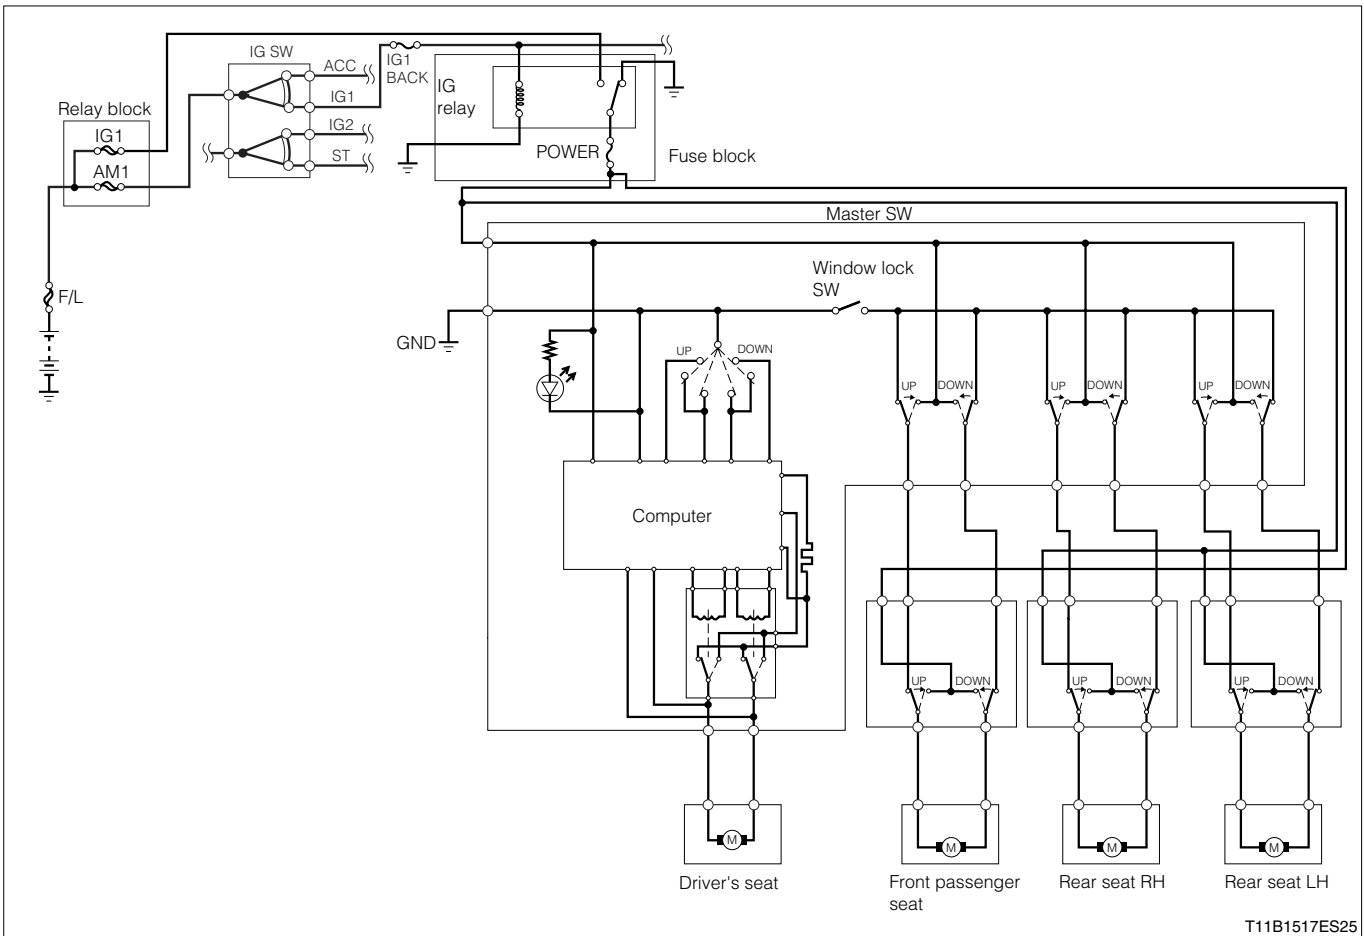 IG SW
ACC
IG1
IG2
ST
IG1
BACK
IG
relay
POWER
Fuse block
Relay block
IG1
AM1
F/L
Master SW
Window lock
SW
GND
UP
DOWN
UP
DOWN
UP
DOWN
UP
DOWN
Computer
UP
DOWN
UP
DOWN
UP
DOWN
M
M
M
M
Driver's seat
Front passenger
seat
Rear seat RH
Rear seat LH
T11B1517ES25